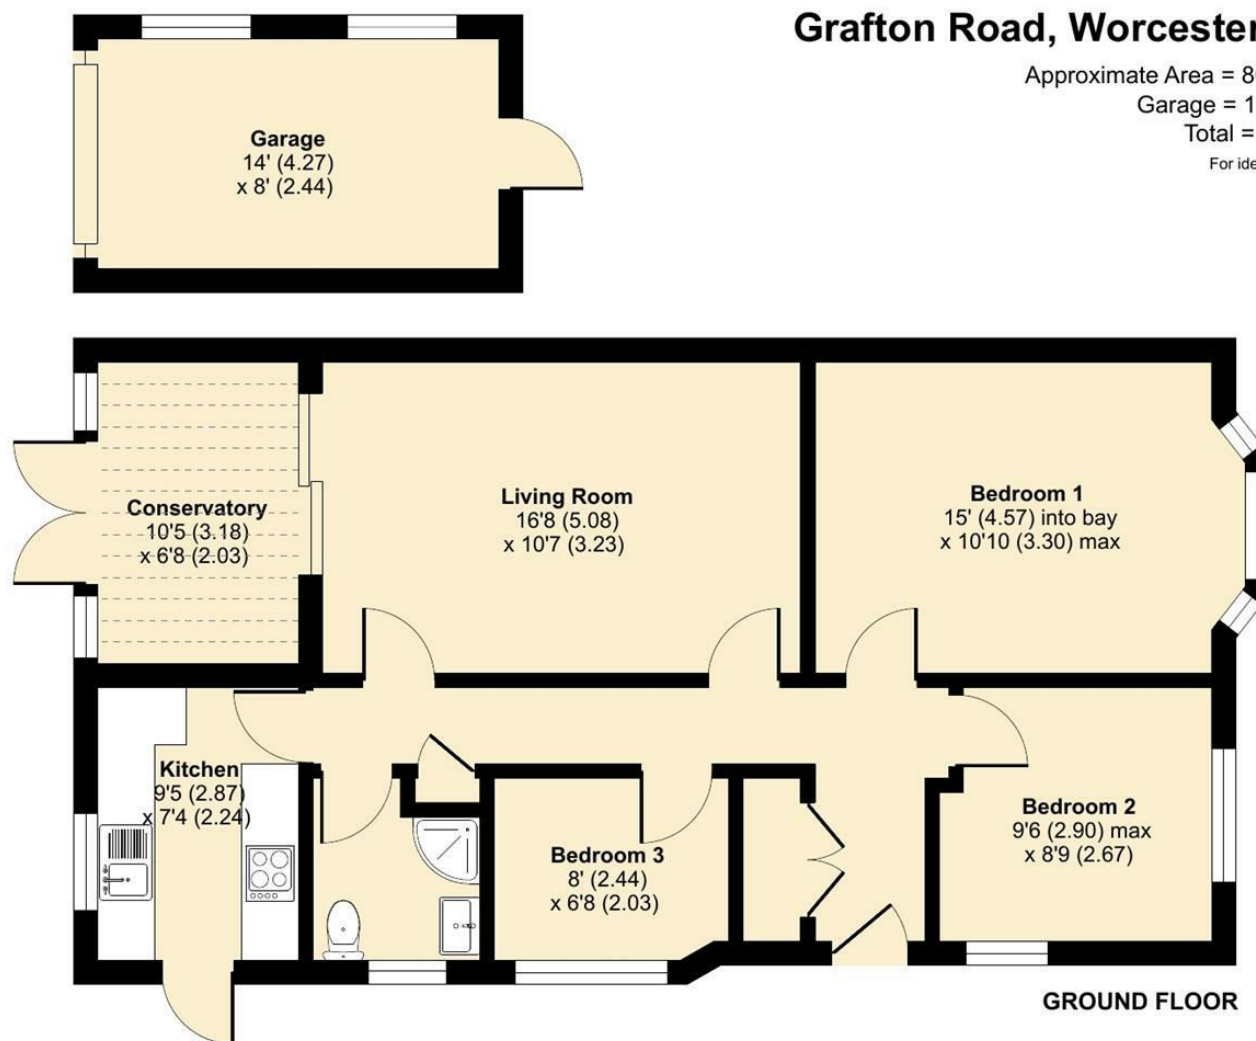 Grafton Road, Worcester
Approximate Area = 8
Garage = 1
Total =
For ide
Garage
14' (4.27)
x 8' (2.44)
Conservatory
10'5 (3.18)
x 6'8 (2.03)
Living Room
16'8 (5.08)
x 10'7 (3.23)
Bedroom 1
15' (4.57) into bay
x 10'10 (3.30) max
Kitchen
9'5 (2.87)
x 7'4 (2.24)
Bedroom 3
8' (2.44)
x 6'8 (2.03)
Bedroom 2
9'6 (2.90) max
x 8'9 (2.67)
GROUND FLOOR